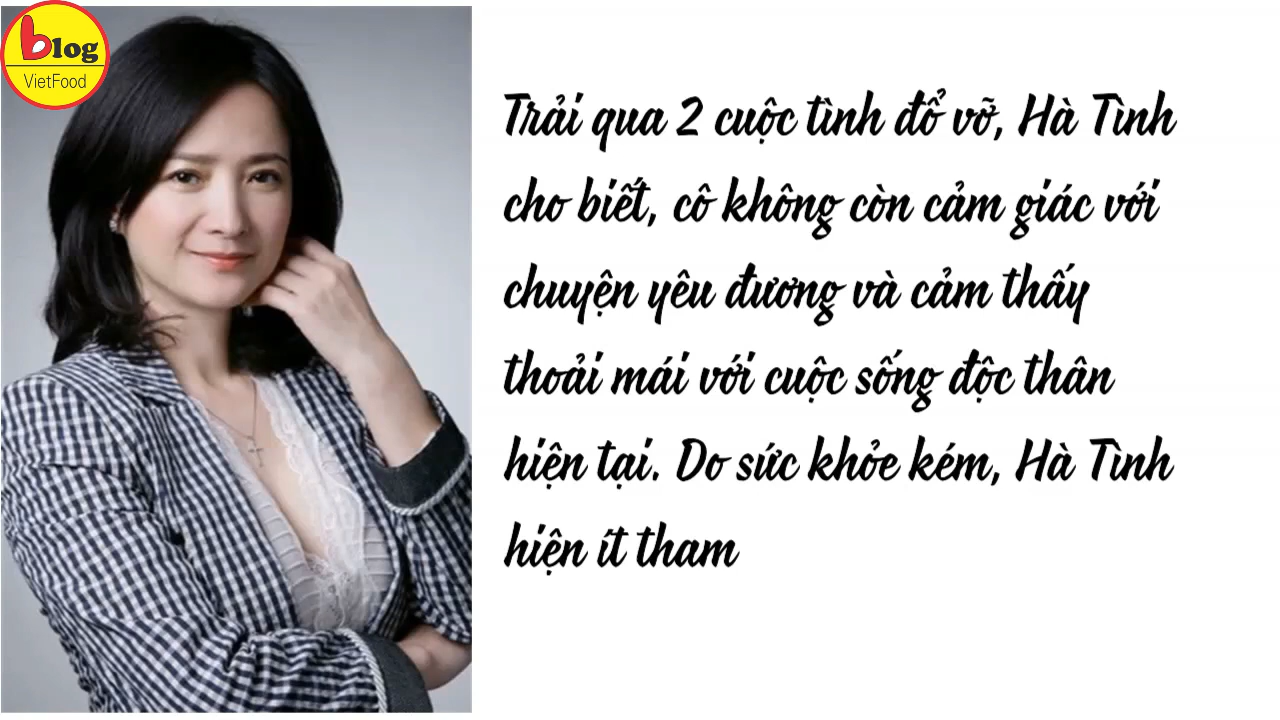 blog
VietFood
Trải qua 2 cuộc tình đổ vỡ, Hà Tình
cho biết, cô không còn cảm giác với
chuyện yêu đương và cảm thấy
thoải mái với cuộc sống độc thân
hiện tại. Do sức khỏe kém, Hà Tình
hiện ít tham